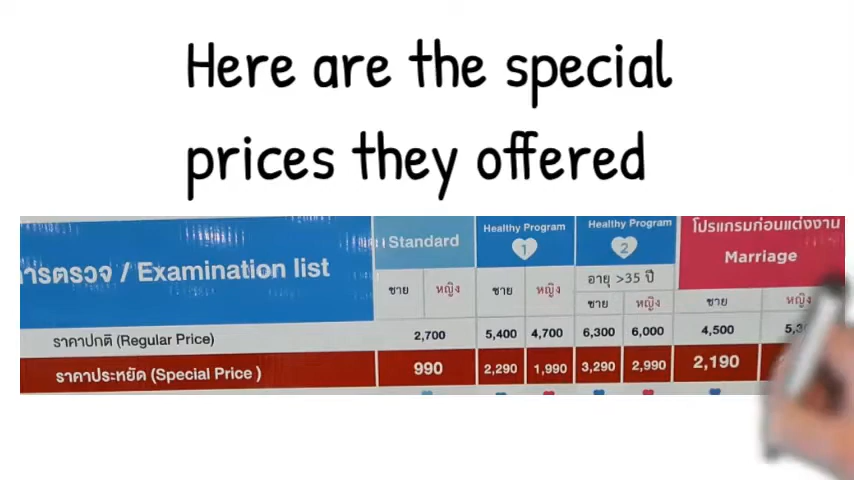 Here are the special
prices they offered
การตรวจ / Examination list
Standard
ชาย หญิง
Healthy Program
1
ชาย หญิง
Healthy Program
2
อายุ >35 ปี
ชาย หญิง
โปรแกรมก่อนแต่งงาน
Marriage
ชาย หญิง
ราคาปกติ (Regular Price) 2,700 5,400 4,700 6,300 6,000 4,500
ราคาประหยัด (Special Price ) 990 2,290 1,990 3,290 2,990 2,190